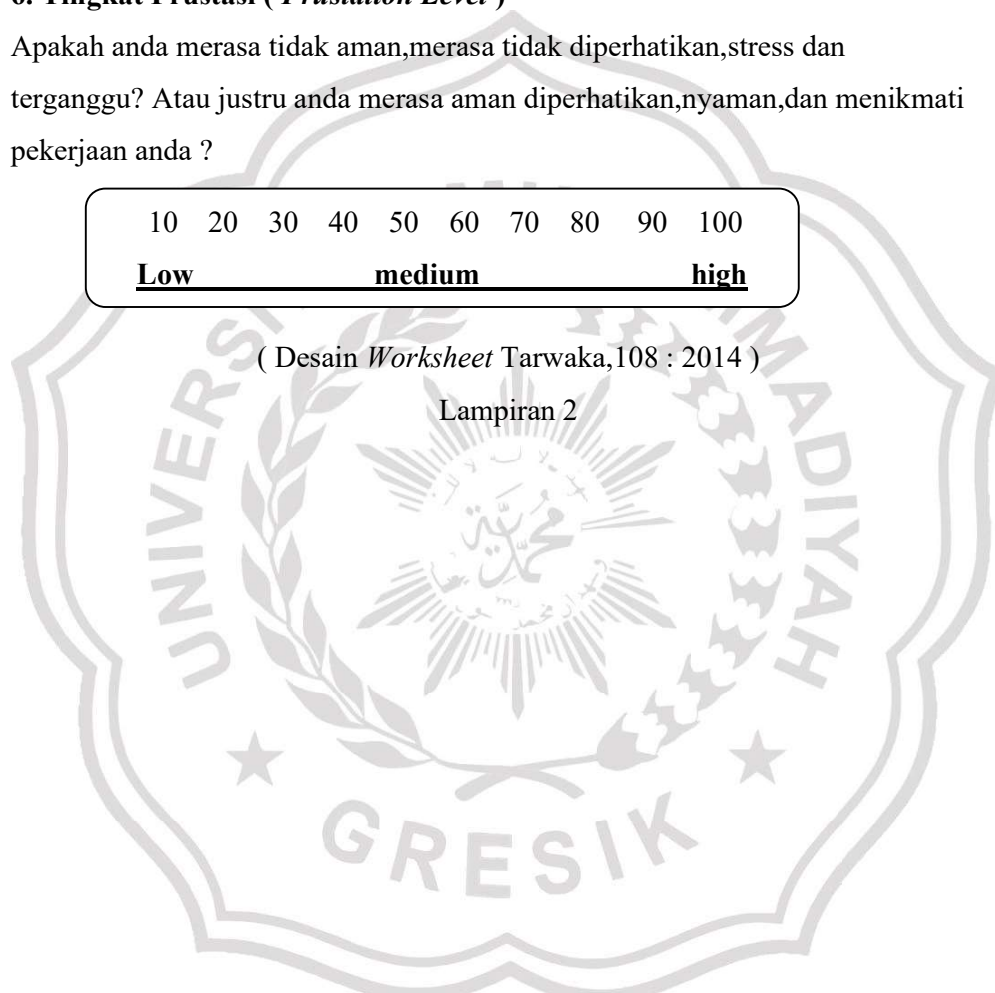 6. Tingkat Frustasi ( Frustation Level )
Apakah anda merasa tidak aman,merasa tidak diperhatikan,stress dan
terganggu? Atau justru anda merasa aman diperhatikan,nyaman,dan menikmati
pekerjaan anda ?
10 20 30 40 50 60 70 80 90 100
Low medium high
( Desain Worksheet Tarwaka,108 : 2014 )
Lampiran 2
محمد
GRESIK